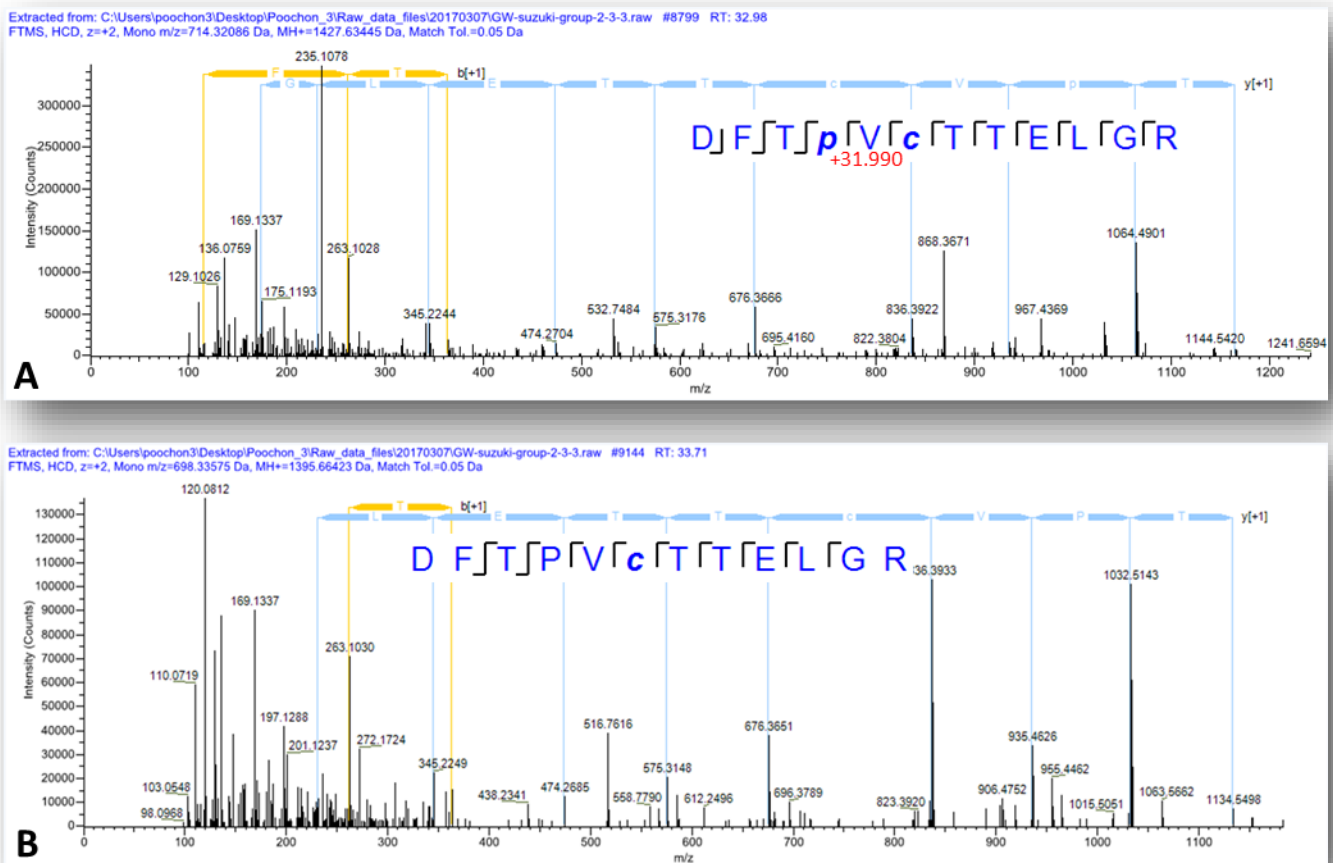 Extracted from: C:\Users\poochon3\Desktop\Poochon_3\Raw_data_files\20170307\GW-suzuki-group-2-3-3.raw #8799 RT: 32.98
FTMS, HCD, z=+2, Mono m/z=714.32086 Da, MH+=1427.63445 Da, Match Tol.=0.05 Da
235.1078
F T b[+1]
G L E T T c V p T y[+1]
300000
D F T p V c T T E L G R
+31.990
250000
200000
169.1337
150000
136.0759 263.1028 868.3671 1064.4901
129.1026
100000
175.1193
676.3666
50000
345.2244 532.7484 575.3176 836.3922 967.4369
474.2704 695.4160 822.3804 1144.5420 1241.6594
0
Intensity (Counts)
0 100 200 300 400 500 600 700 800 900 1000 1100 1200
m/z
A
Extracted from: C:\Users\poochon3\Desktop\Poochon_3\Raw_data_files\20170307\GW-suzuki-group-2-3-3.raw #9144 RT: 33.71
FTMS, HCD, z=+2, Mono m/z=698.33575 Da, MH+=1395.66423 Da, Match Tol.=0.05 Da
120.0812
T b[+1]
L E T T c V P T y[+1]
130000
120000
D F T P V c T T E L G R
110000
36.3933 1032.5143
100000
169.1337
90000
80000
70000
263.1030
110.0719
60000
50000
197.1288 516.7616 676.3651
40000
201.1237 272.1724 935.4626
30000
345.2249 575.3148 955.4462
20000
103.0548 474.2685
98.0968 438.2341 558.7790 612.2496 696.3789 823.3920 906.4752 1015.5051 1063.5662 1134.5498
10000
0
Intensity (Counts)
0 100 200 300 400 500 600 700 800 900 1000 1100
m/z
B